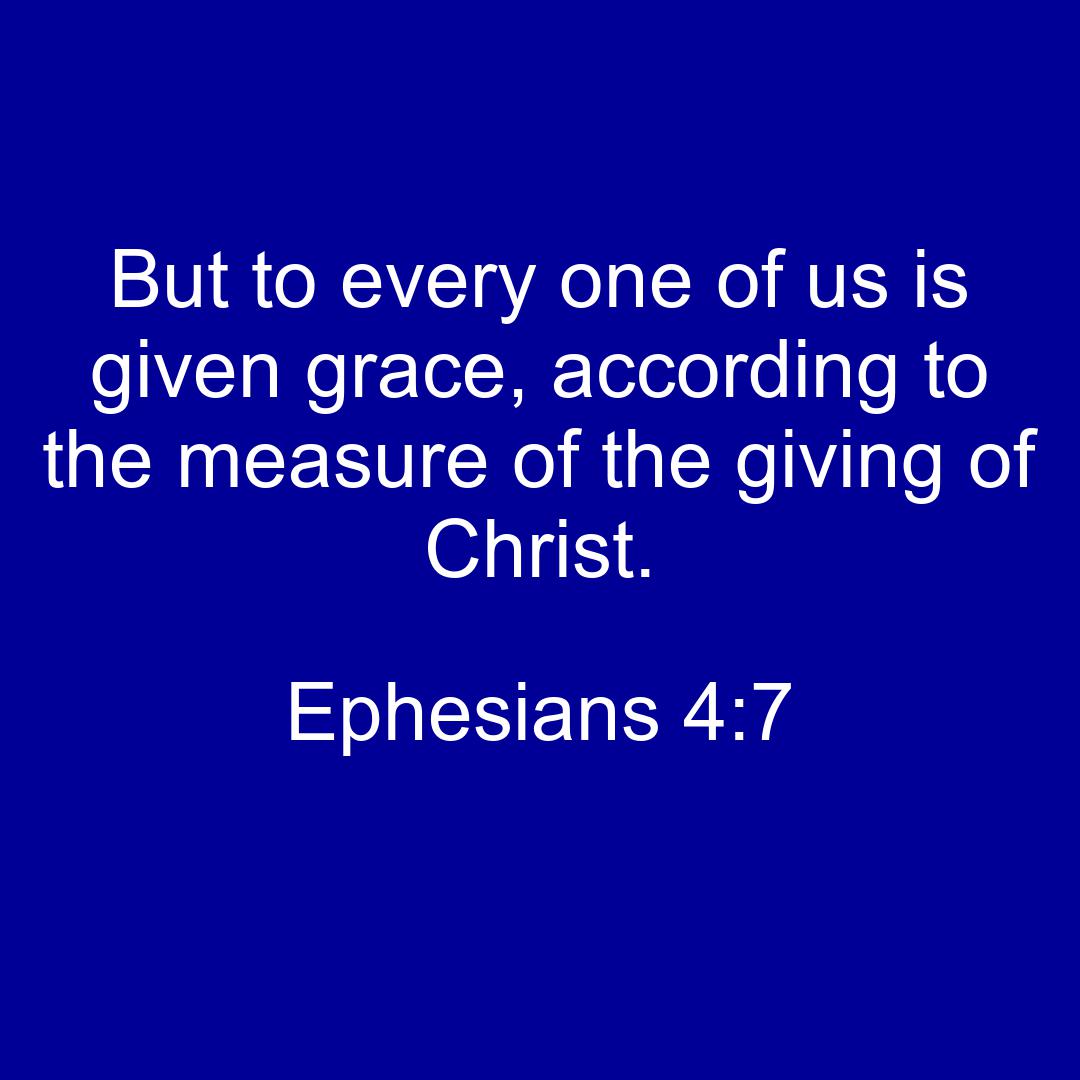 But to every one of us is
given grace, according to
the measure of the giving of
Christ.
Ephesians 4:7